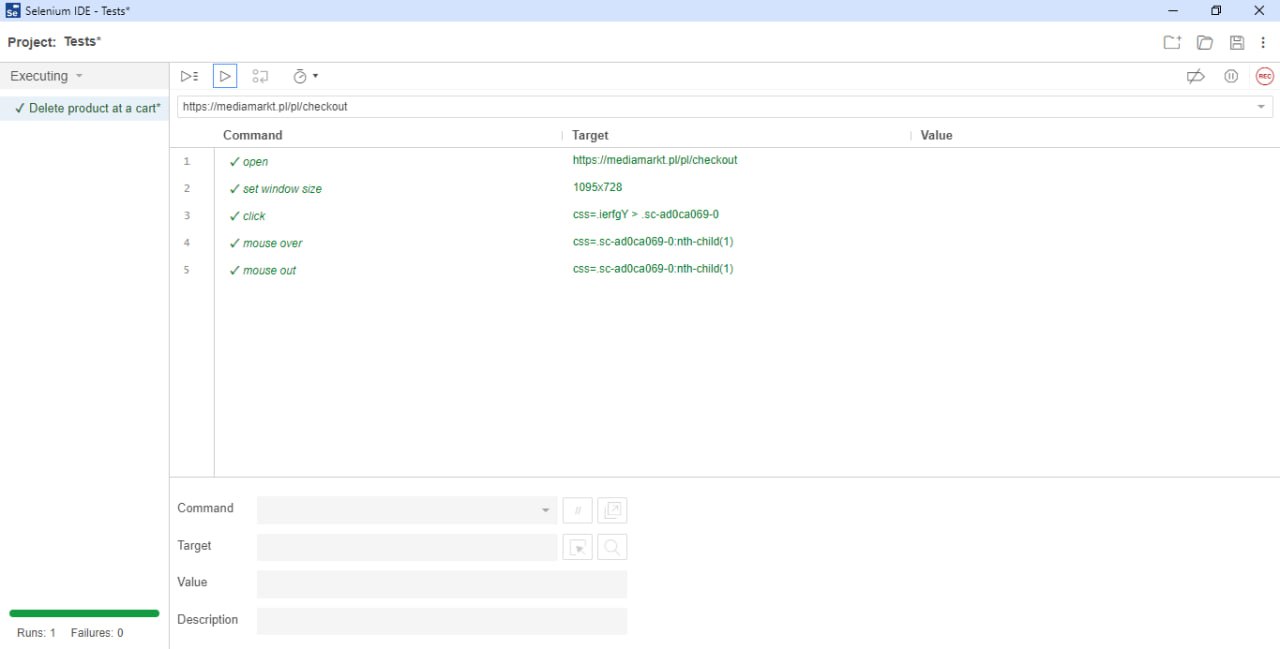 Se Selenium IDE - Tests*
Project: Tests*
Executing
REC
✓ Delete product at a cart*
https://mediamarkt.pl/pl/checkout
Command Target Value
1 ✓ open https://mediamarkt.pl/pl/checkout
2 ✓ set window size 1095x728
3 ✓ click css=.ierfgY > .sc-ad0ca069-0
4 ✓ mouse over css=.sc-ad0ca069-0:nth-child(1)
5 ✓ mouse out css=.sc-ad0ca069-0:nth-child(1)
Command //
Target
Value
Description
Runs: 1 Failures: 0